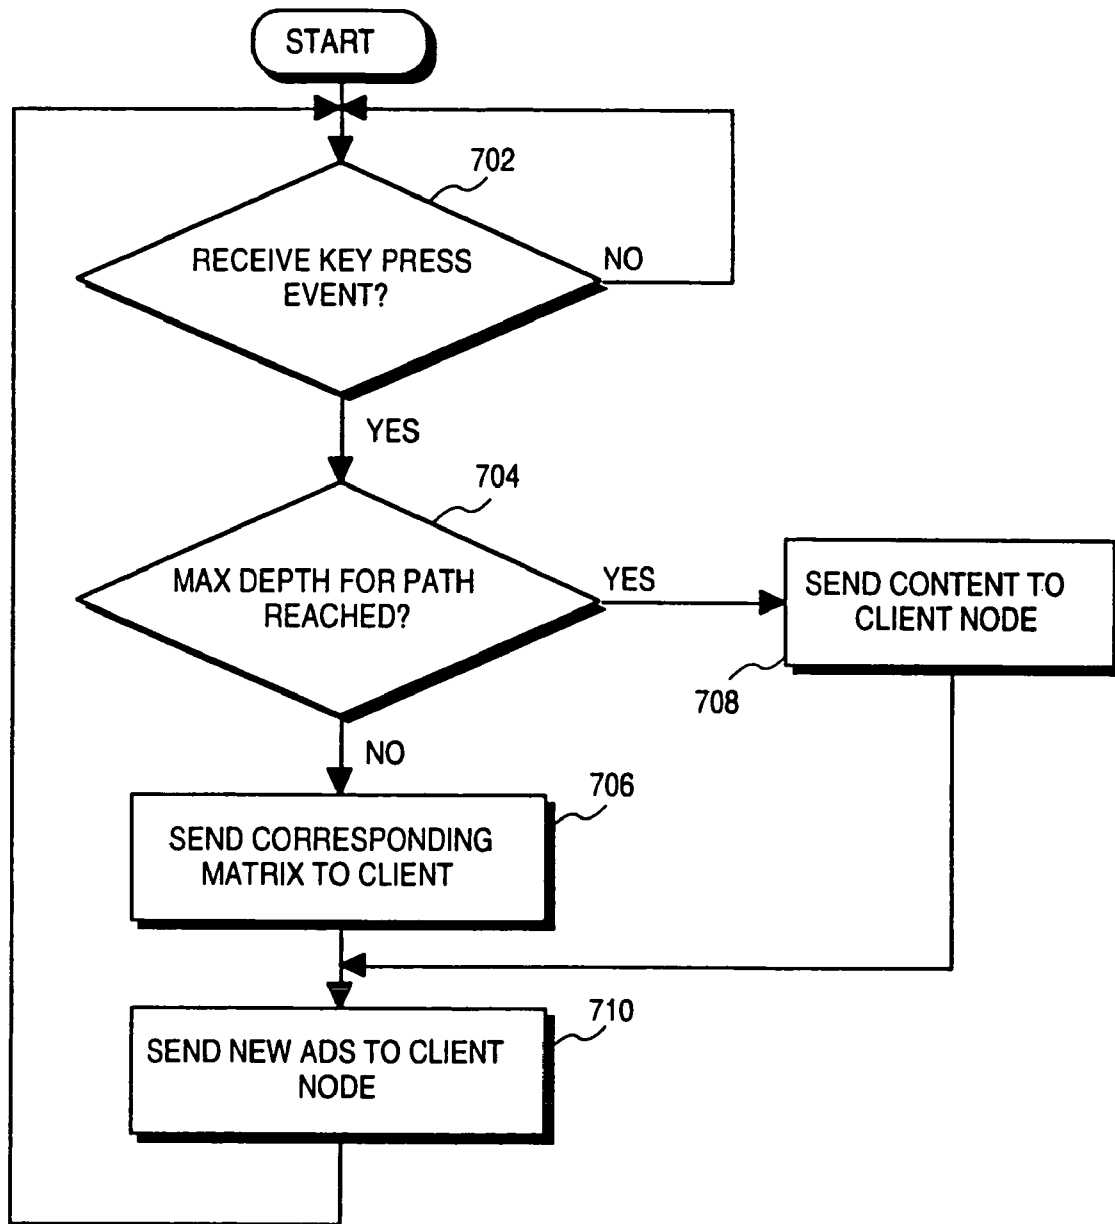 START
702
RECEIVE KEY PRESS
EVENT?
NO
YES
704
MAX DEPTH FOR PATH
REACHED?
YES
SEND CONTENT TO
CLIENT NODE
708
NO
706
SEND CORRESPONDING
MATRIX TO CLIENT
710
SEND NEW ADS TO CLIENT
NODE